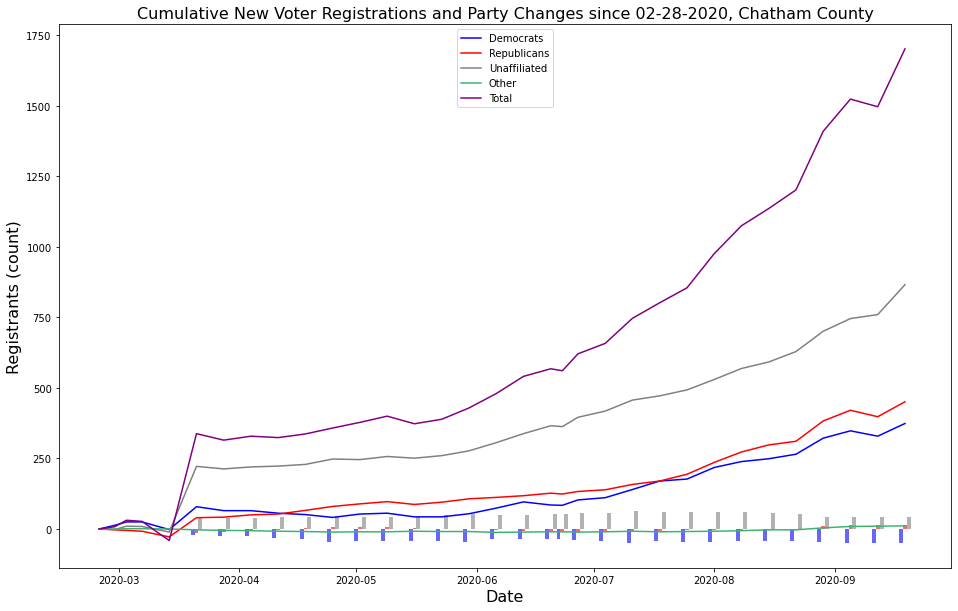 Cumulative New Voter Registrations and Party Changes since 02-28-2020, Chatham County
Democrats
Republicans
Unaffiliated
Other
Total
Registrants (count)
1750
1500
1250
1000
750
500
250
0
2020-03
2020-04
2020-05
2020-06
2020-07
2020-08
2020-09
Date